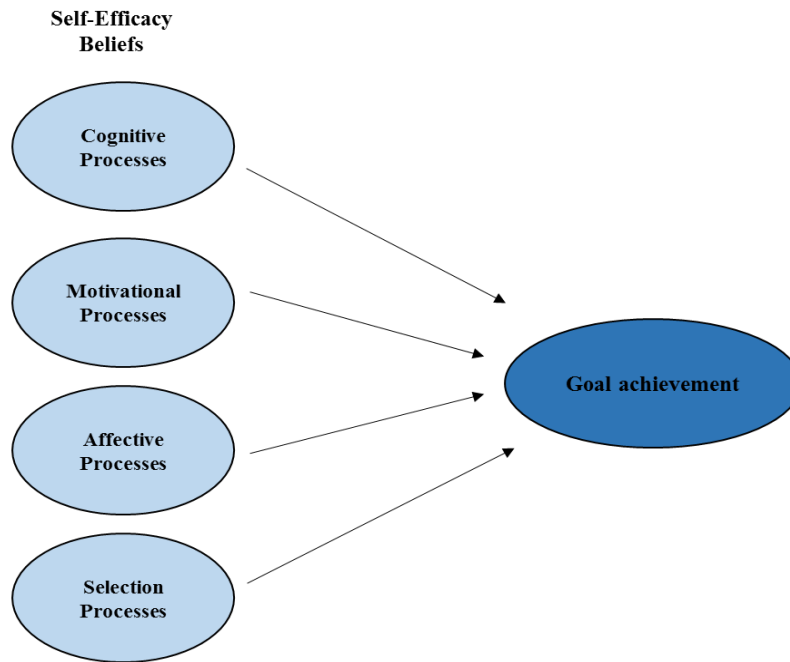 Self-Efficacy
Beliefs
Cognitive
Processes
Motivational
Processes
Affective
Processes
Selection
Processes
Goal achievement